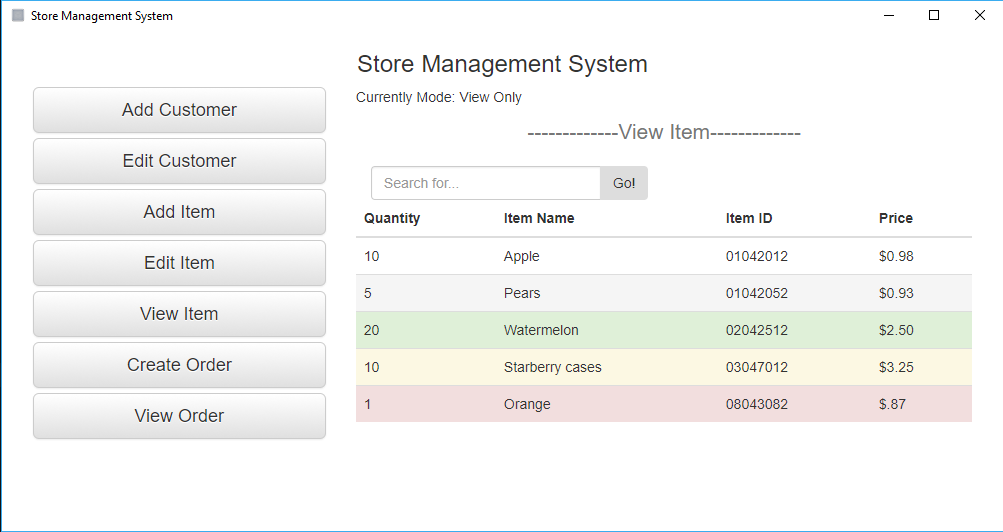 Store Management System
Store Management System
Currently Mode: View Only
-------------View Item-------------
Add Customer
Edit Customer
Add Item
Edit Item
View Item
Create Order
View Order
Search for... Go!
Quantity Item Name Item ID Price
10 Apple 01042012 $0.98
5 Pears 01042052 $0.93
20 Watermelon 02042512 $2.50
10 Starberry cases 03047012 $3.25
1 Orange 08043082 $.87